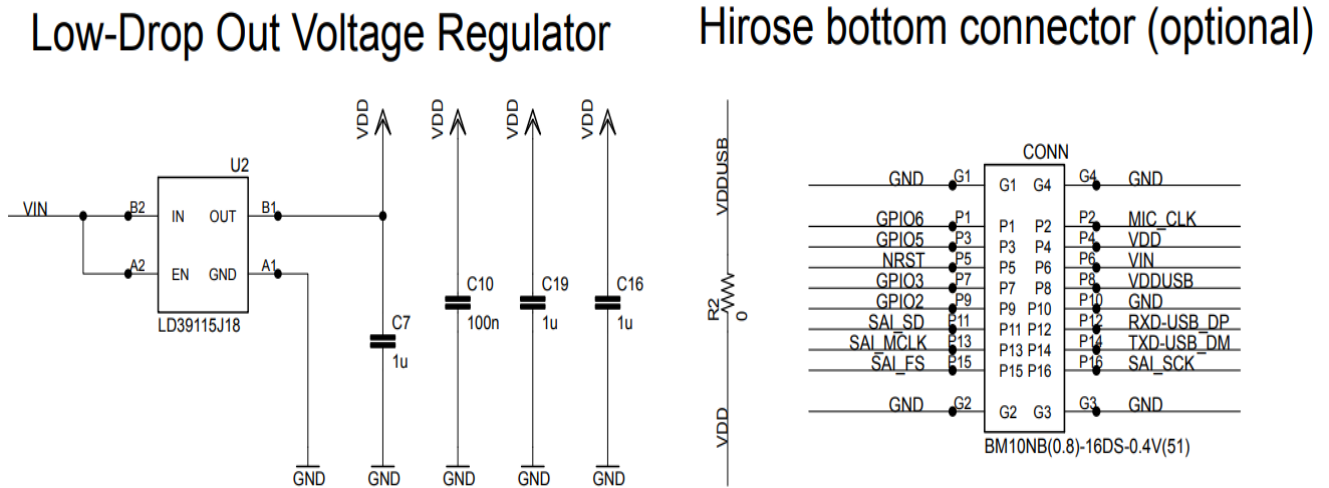 Low-Drop Out Voltage Regulator
Hirose bottom connector (optional)
VDD VDD VDD VDD
U2
VIN B2 IN OUT B1
A2 EN GND A1
LD39115J18
C7
1u
C10
100n
C19
1u
C16
1u
GND GND GND GND GND
VDDUSB
R2
0
VDD
CONN
GND G1 G1 G4 G4 GND
GPIO6 P1 P1 P2 P2 MIC_CLK
GPIO5 P3 P3 P4 P4 VDD
NRST P5 P5 P6 P6 VIN
GPIO3 P7 P7 P8 P8 VDDUSB
GPIO2 P9 P9 P10 P10 GND
SAI_SD P11 P11 P12 P12 RXD-USB_DP
SAI_MCLK P13 P13 P14 P14 TXD-USB_DM
SAI_FS P15 P15 P16 P16 SAI_SCK
GND G2 G2 G3 G3 GND
BM10NB(0.8)-16DS-0.4V(51)